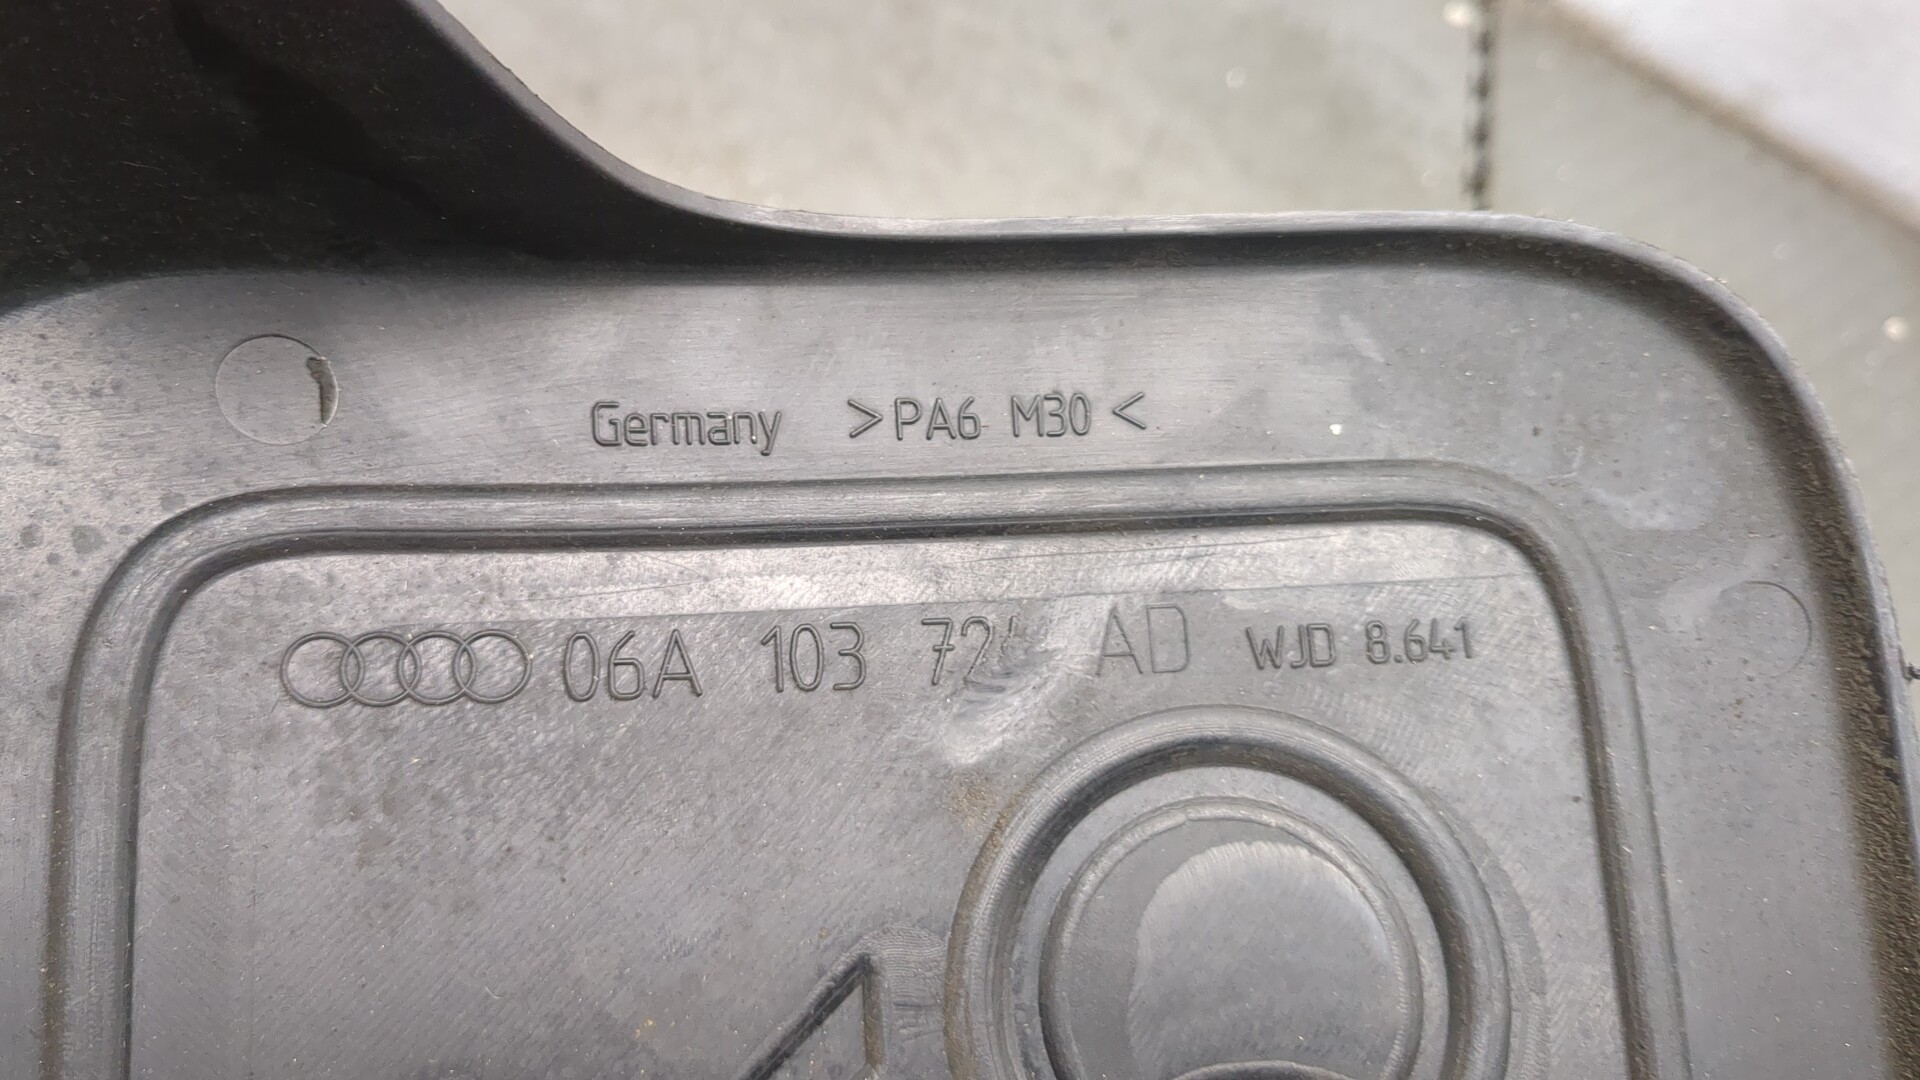 Germany >PA6 M30<
06A 103 AD WJD 8.641